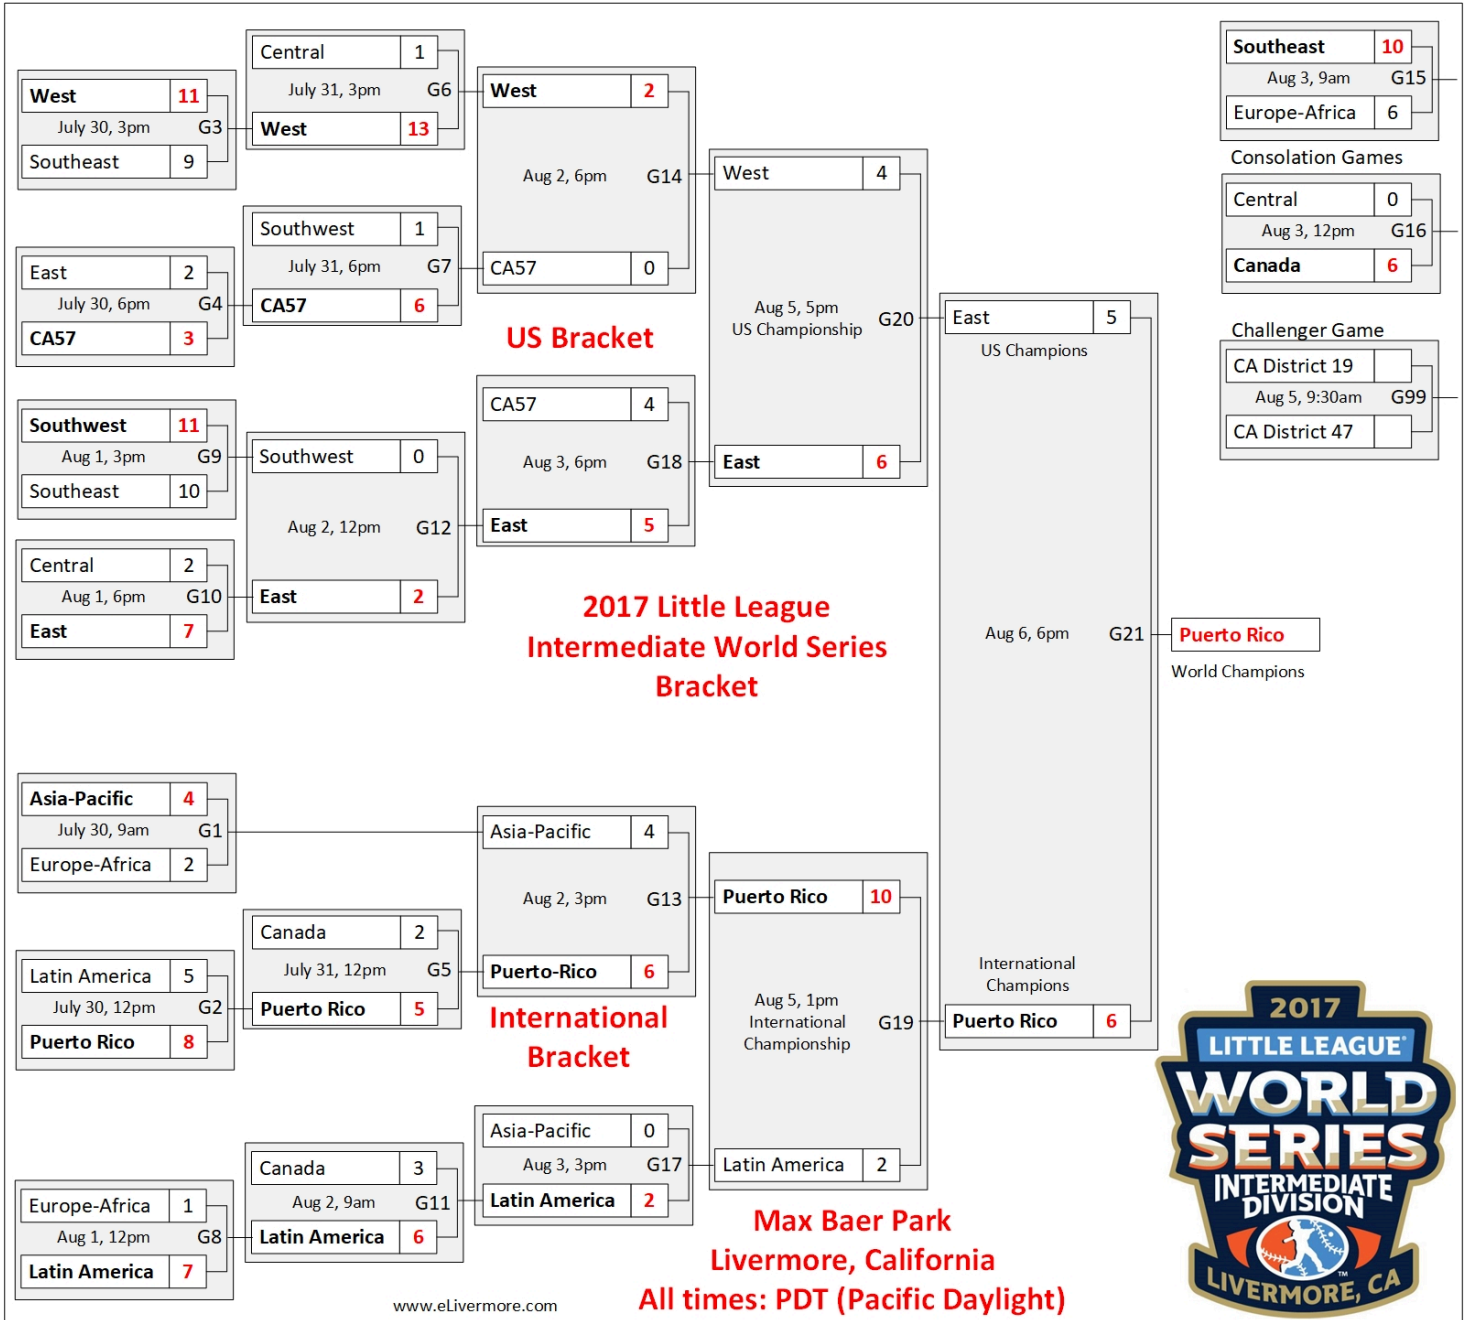 Central 1
July 31, 3pm G6
West 13
West 11
July 30, 3pm G3
Southeast 9
West 2
Aug 2, 6pm G14
CA57 0
Southwest 1
July 31, 6pm G7
CA57 6
East 2
July 30, 6pm G4
CA57 3
US Bracket
West 4
Aug 5, 5pm
US Championship G20
East 6
Southwest 11
Aug 1, 3pm G9
Southeast 10
Southwest 0
Aug 2, 12pm G12
East 2
CA57 4
Aug 3, 6pm G18
East 5
Central 2
Aug 1, 6pm G10
East 7
East 5
US Champions
Aug 6, 6pm G21
International
Champions
Puerto Rico 6
Puerto Rico
World Champions
Southeast 10
Aug 3, 9am G15
Europe-Africa 6
Consolation Games
Central 0
Aug 3, 12pm G16
Canada 6
Challenger Game
CA District 19
Aug 5, 9:30am G99
CA District 47
2017 Little League
Intermediate World Series
Bracket
Asia-Pacific 4
July 30, 9am G1
Europe-Africa 2
Asia-Pacific 4
Aug 2, 3pm G13
Puerto-Rico 6
Canada 2
July 31, 12pm G5
Puerto Rico 5
Latin America 5
July 30, 12pm G2
Puerto Rico 8
International
Bracket
Puerto Rico 10
Aug 5, 1pm
International
Championship G19
Latin America 2
Asia-Pacific 0
Aug 3, 3pm G17
Latin America 2
Canada 3
Aug 2, 9am G11
Latin America 6
Europe-Africa 1
Aug 1, 12pm G8
Latin America 7
Max Baer Park
Livermore, California
All times: PDT (Pacific Daylight)
www.eLivermore.com
2017
LITTLE LEAGUE®
WORLD
SERIES
INTERMEDIATE
DIVISION
™
LIVERMORE, CA